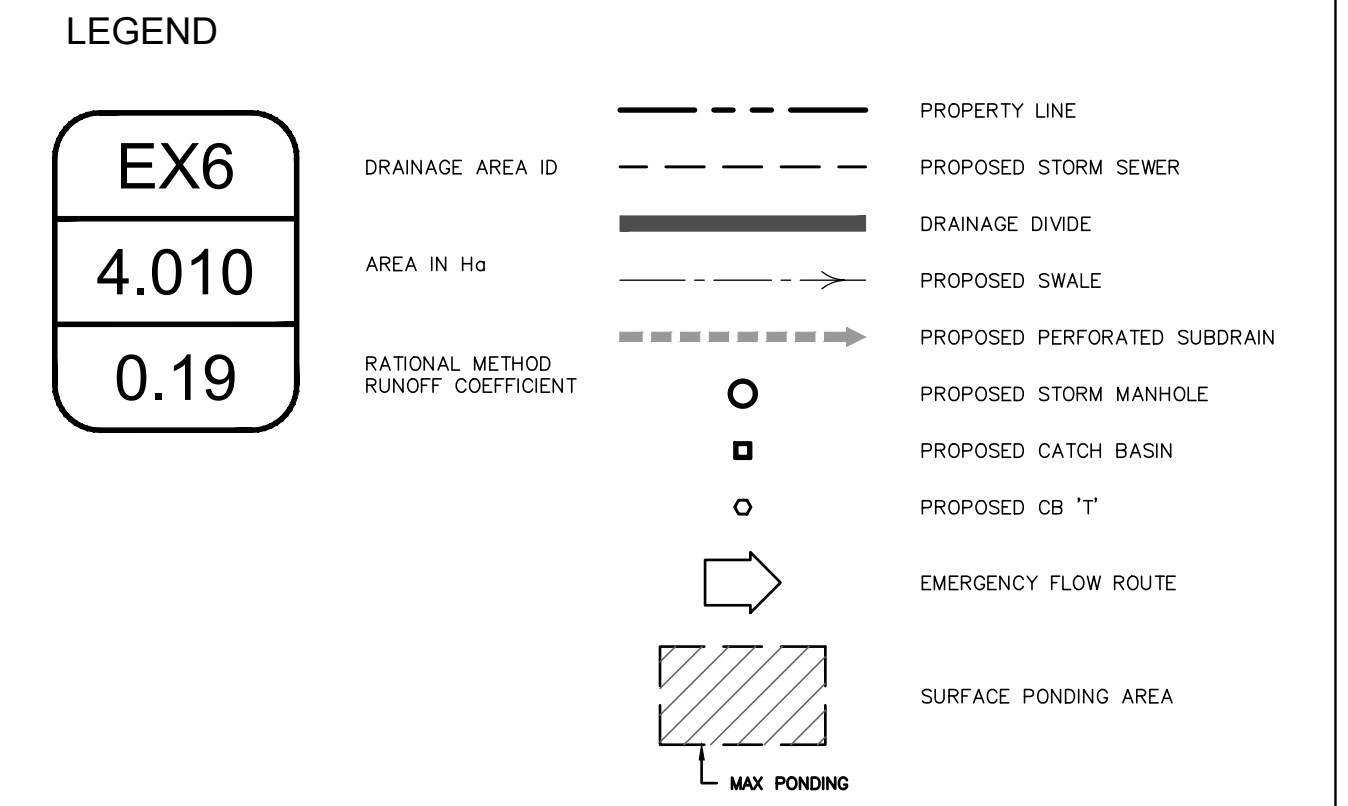 LEGEND
EX6
4.010
0.19
DRAINAGE AREA ID
AREA IN Ha
RATIONAL METHOD
RUNOFF COEFFICIENT
PROPERTY LINE
PROPOSED STORM SEWER
DRAINAGE DIVIDE
PROPOSED SWALE
PROPOSED PERFORATED SUBDRAIN
PROPOSED STORM MANHOLE
PROPOSED CATCH BASIN
PROPOSED CB 'T'
EMERGENCY FLOW ROUTE
SURFACE PONDING AREA
MAX PONDING